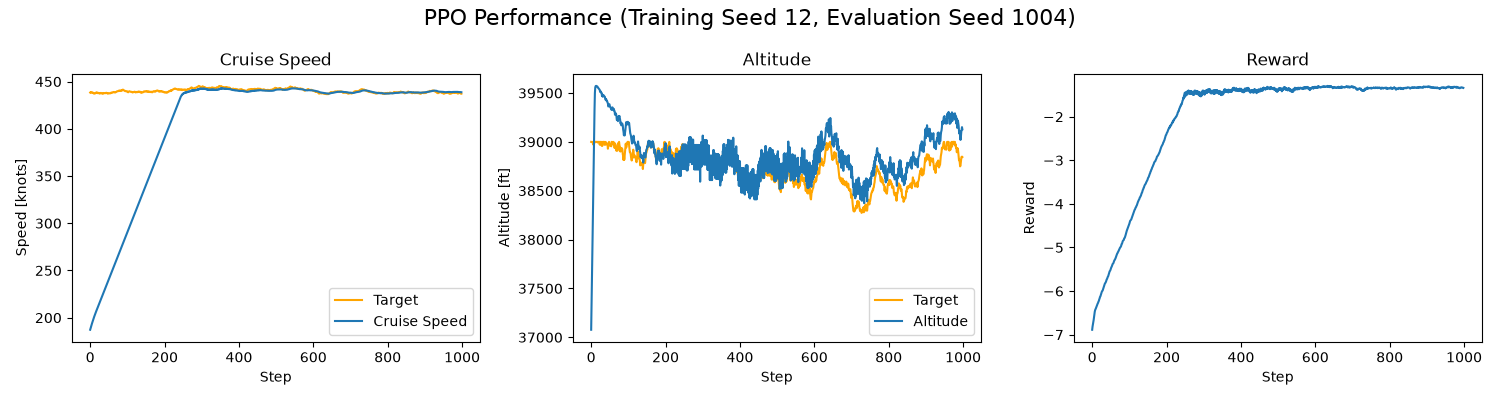 PPO Performance (Training Seed 12, Evaluation Seed 1004)
Cruise Speed
450
400
350
300
250
200
Speed [knots]
0 200 400 600 800 1000
Step
Target
Cruise Speed
Altitude
39500
39000
38500
38000
37500
37000
Altitude [ft]
0 200 400 600 800 1000
Step
Target
Altitude
Reward
−2
−3
−4
−5
−6
−7
Reward
0 200 400 600 800 1000
Step